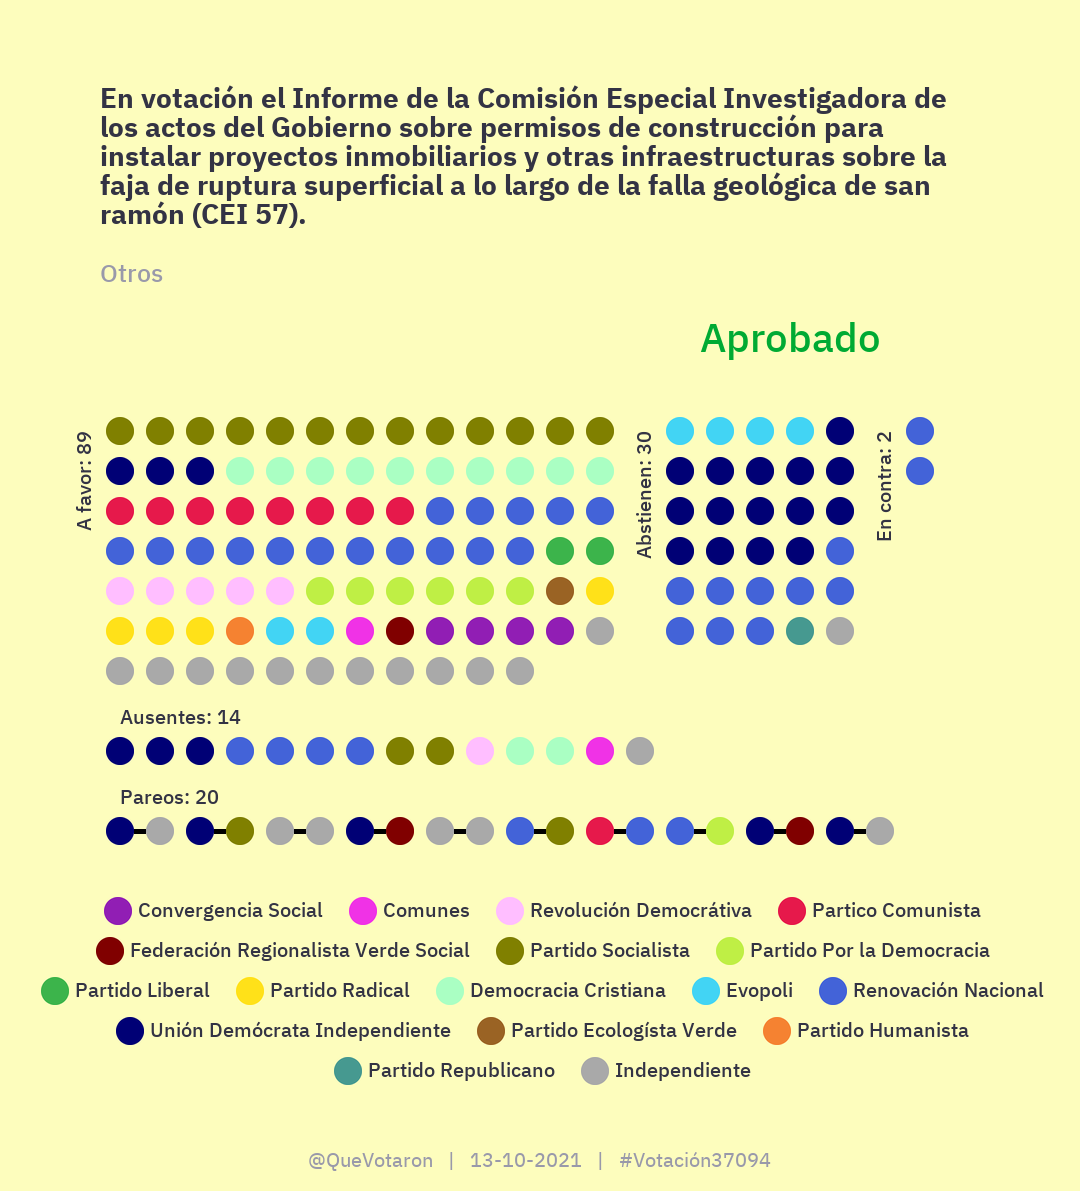 En votación el Informe de la Comisión Especial Investigadora de
los actos del Gobierno sobre permisos de construcción para
instalar proyectos inmobiliarios y otras infraestructuras sobre la
faja de ruptura superficial a lo largo de la falla geológica de san
ramón (CEI 57).
Otros
Aprobado
A favor: 89
Abstienen: 30
En contra: 2
Ausentes: 14
Pareos: 20
Convergencia Social
Comunes
Revolución Democrátiva
Partico Comunista
Federación Regionalista Verde Social
Partido Socialista
Partido Por la Democracia
Partido Liberal
Partido Radical
Democracia Cristiana
Evopoli
Renovación Nacional
Unión Demócrata Independiente
Partido Ecologísta Verde
Partido Humanista
Partido Republicano
Independiente
@QueVotaron | 13-10-2021 | #Votación37094